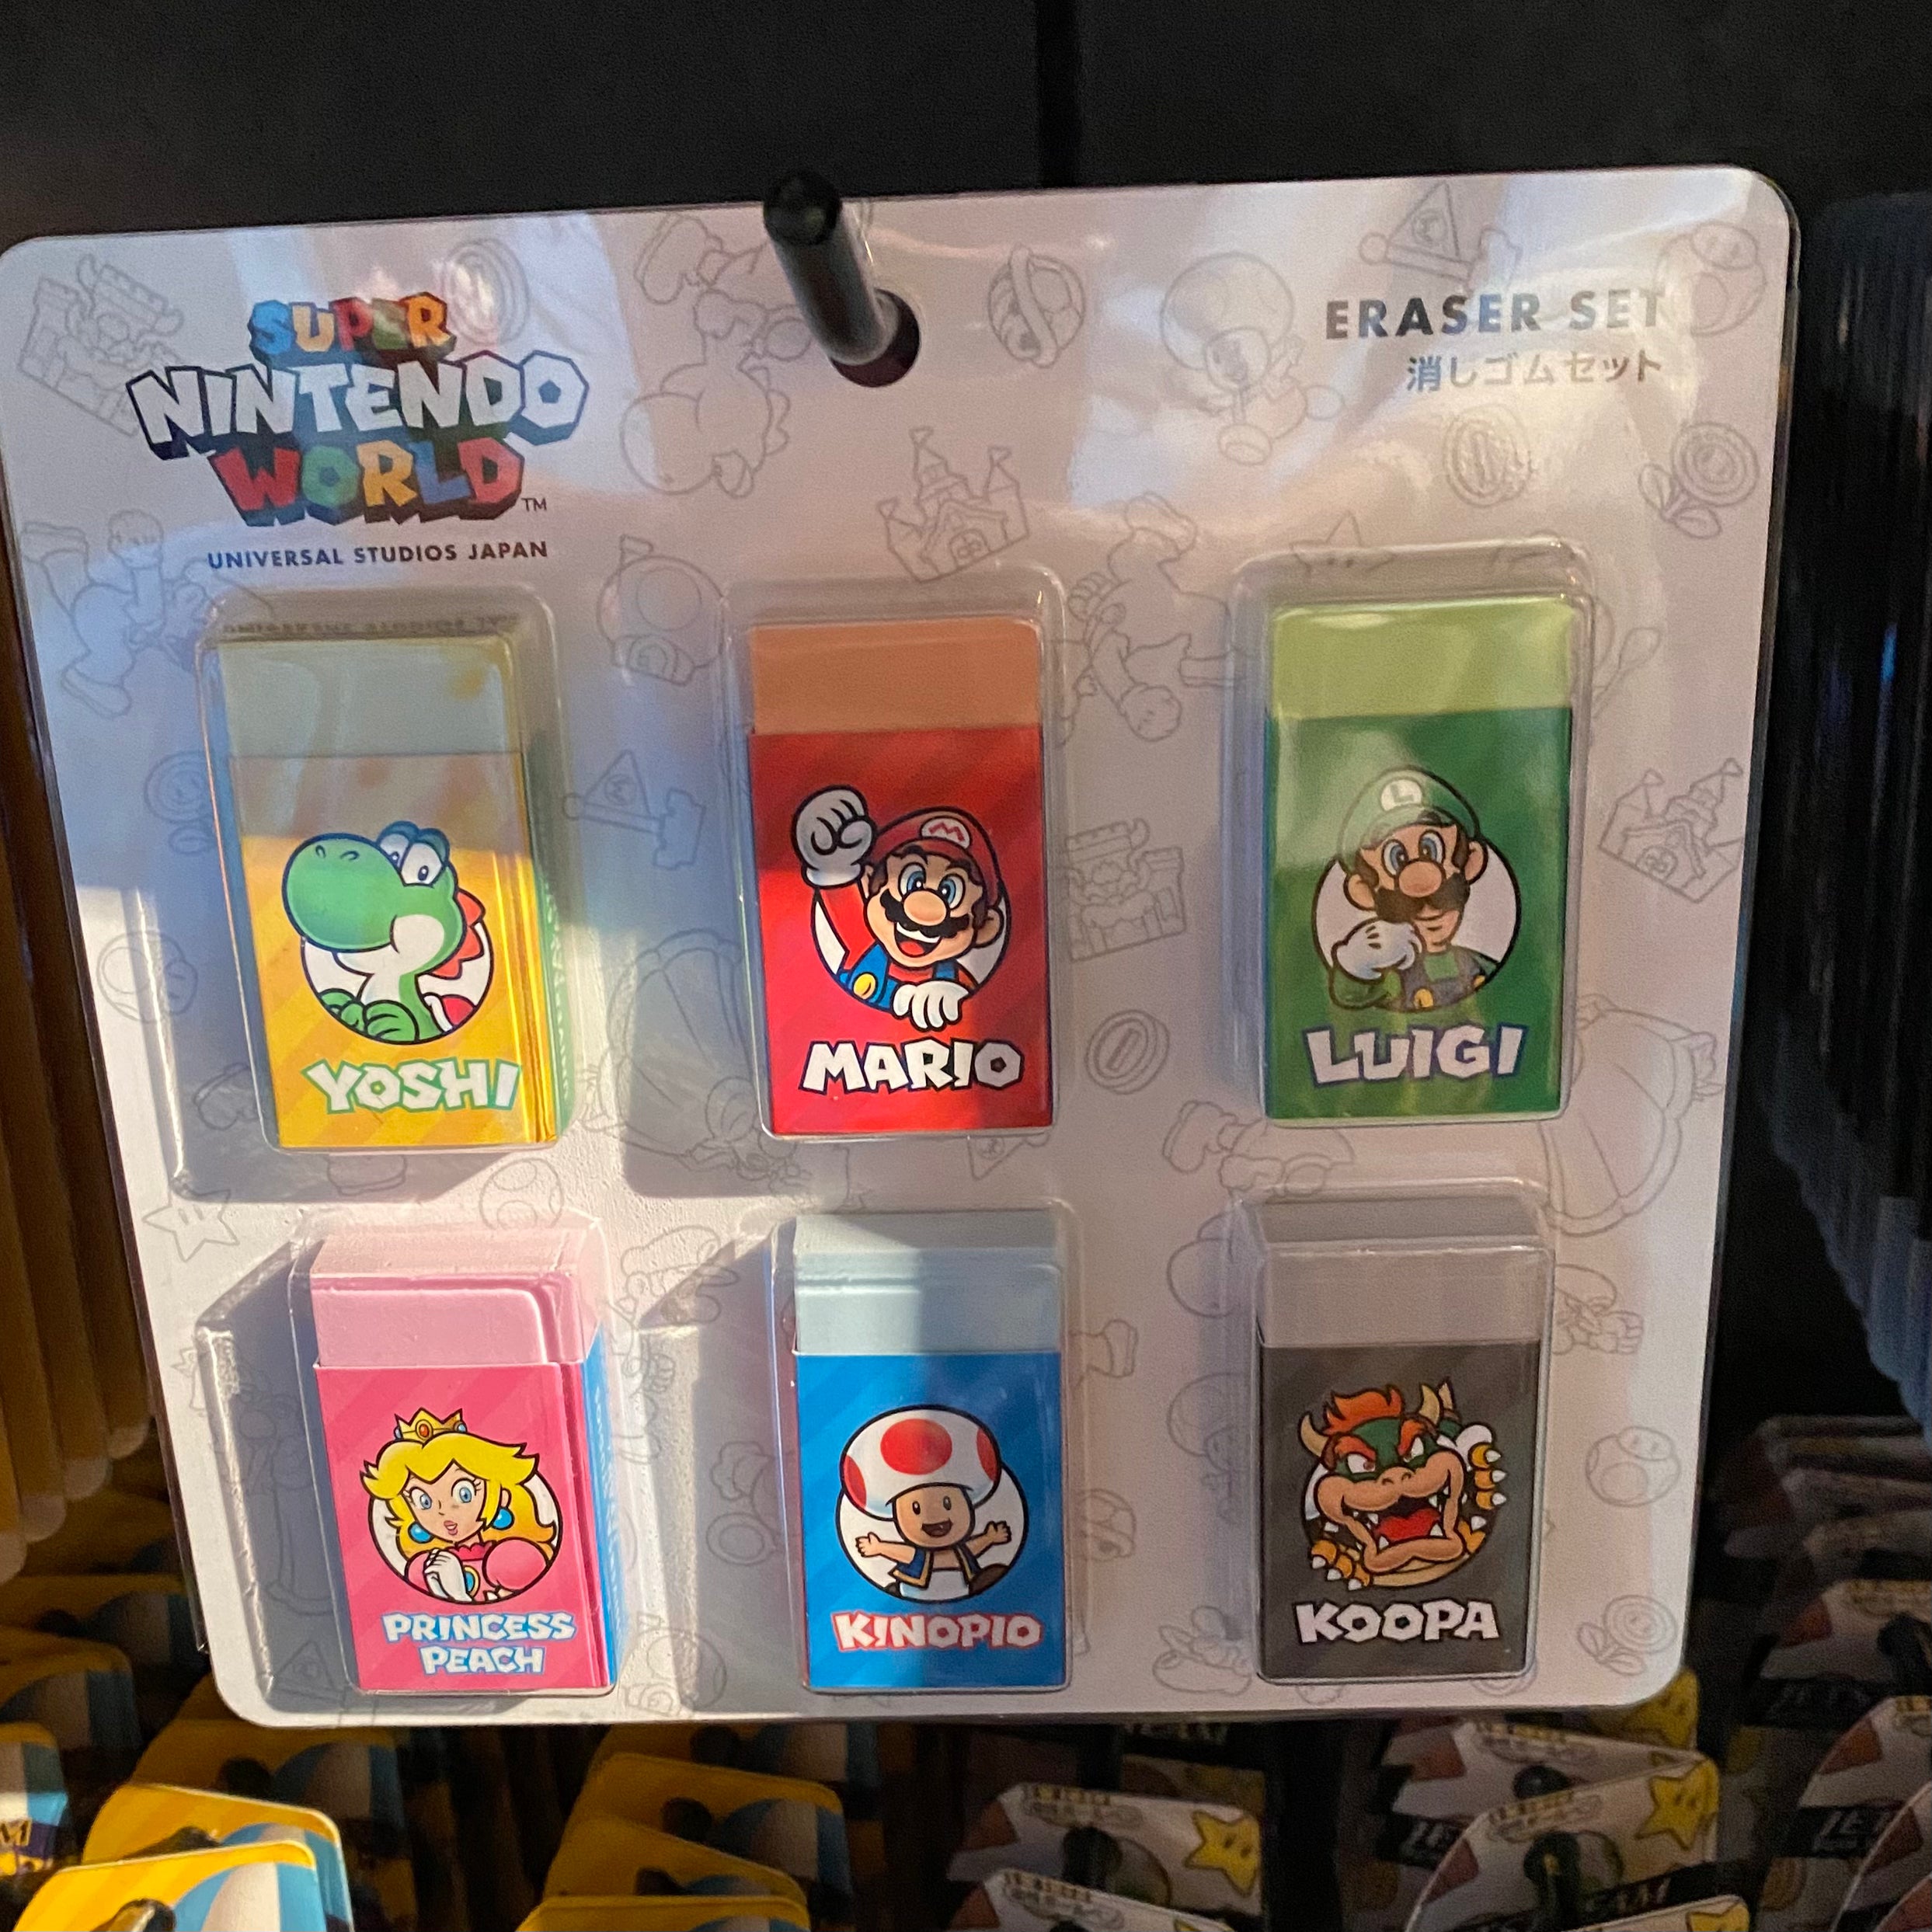 SUPER
NINTENDO
WORLD™
UNIVERSAL STUDIOS JAPAN
ERASER SET
消しゴムセット
YOSHI
M
MARIO
L
LUIGI
PRINCESS
PEACH
KINOPIO
KOOPA